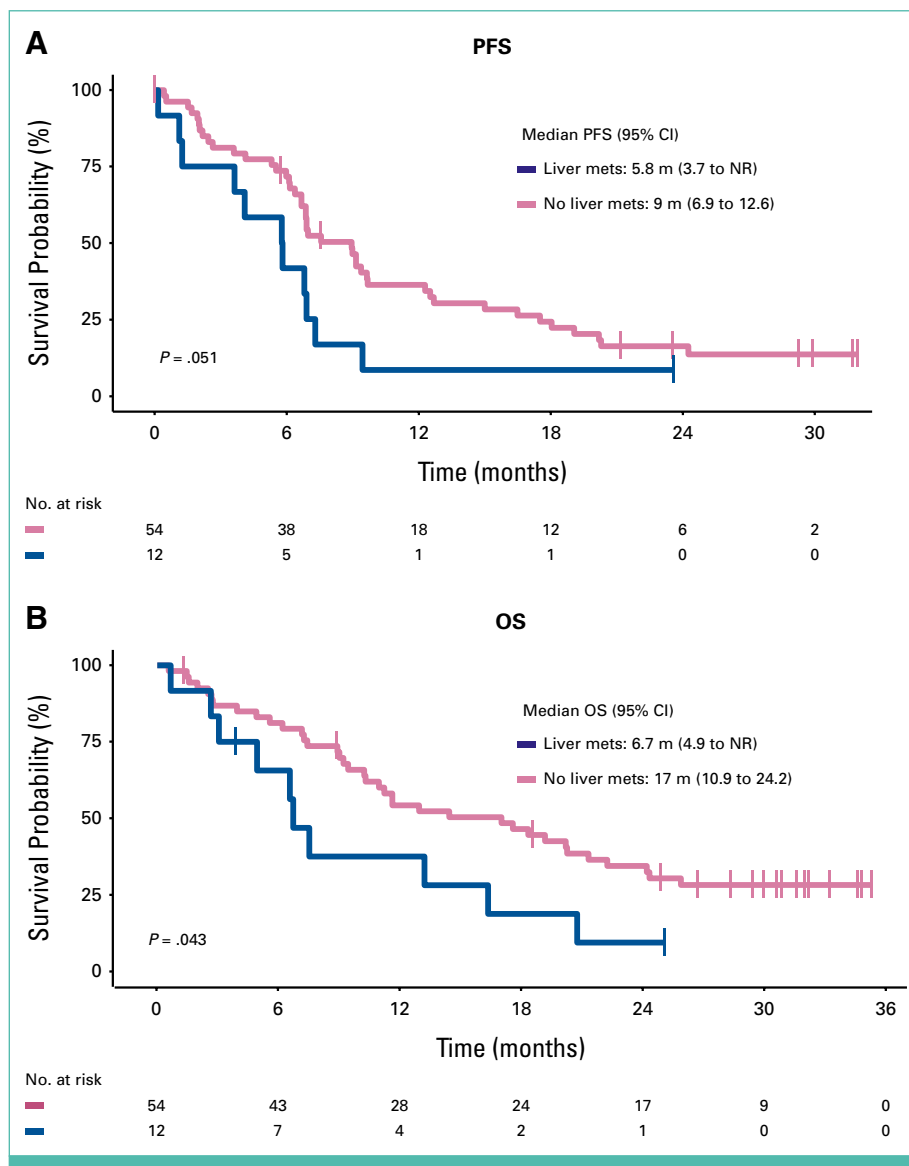 A
PFS
Survival Probability (%)
100
75
50
25
0
Median PFS (95% CI)
Liver mets: 5.8 m (3.7 to NR)
No liver mets: 9 m (6.9 to 12.6)
P = .051
0 6 12 18 24 30
Time (months)
No. at risk
54 38 18 12 6 2
12 5 1 1 0 0
B
OS
Survival Probability (%)
100
75
50
25
0
Median OS (95% CI)
Liver mets: 6.7 m (4.9 to NR)
No liver mets: 17 m (10.9 to 24.2)
P = .043
0 6 12 18 24 30 36
Time (months)
No. at risk
54 43 28 24 17 9 0
12 7 4 2 1 0 0